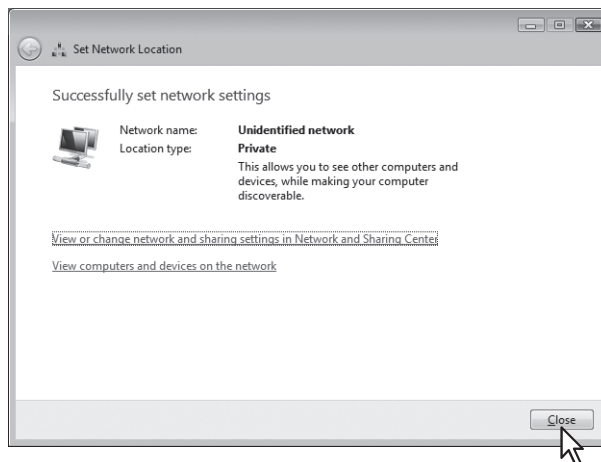 Set Network Location
Successfully set network settings
Network name: Unidentified network
Location type: Private
This allows you to see other computers and
devices, while making your computer
discoverable.
View or change network and sharing settings in Network and Sharing Center
View computers and devices on the network
Close